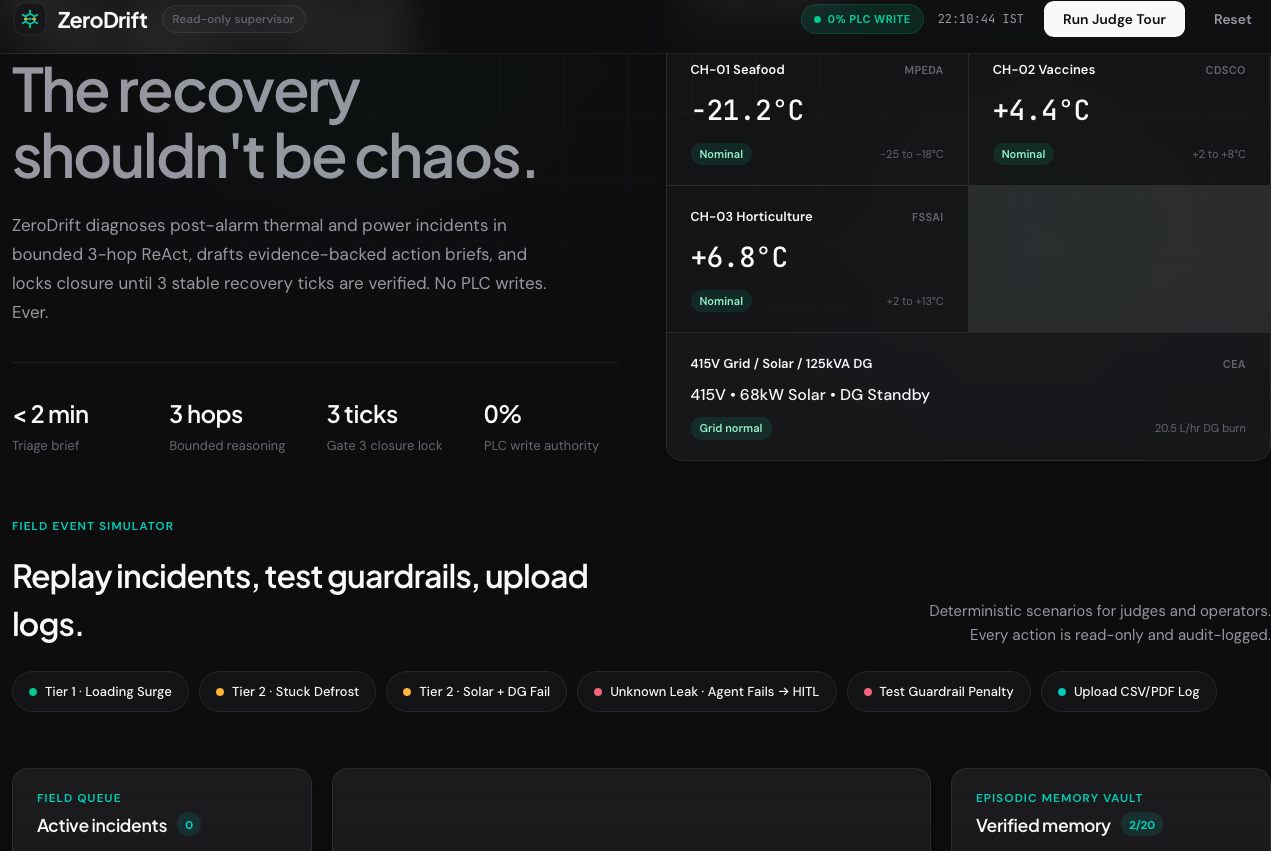 ZeroDrift
Read-only supervisor
0% PLC WRITE
22:10:44 IST
Run Judge Tour
Reset
The recovery
shouldn't be chaos.
ZeroDrift diagnoses post-alarm thermal and power incidents in
bounded 3-hop ReAct, drafts evidence-backed action briefs, and
locks closure until 3 stable recovery ticks are verified. No PLC writes.
Ever.
< 2 min
Triage brief
3 hops
Bounded reasoning
3 ticks
Gate 3 closure lock
0%
PLC write authority
CH-01 Seafood
MPEDA
-21.2°C
Nominal
−25 to −18°C
CH-02 Vaccines
CDSCO
+4.4°C
Nominal
+2 to +8°C
CH-03 Horticulture
FSSAI
+6.8°C
Nominal
+2 to +13°C
415V Grid / Solar / 125kVA DG
CEA
415V • 68kW Solar • DG Standby
Grid normal
20.5 L/hr DG burn
FIELD EVENT SIMULATOR
Replay incidents, test guardrails, upload
logs.
Deterministic scenarios for judges and operators.
Every action is read-only and audit-logged.
Tier 1 · Loading Surge
Tier 2 · Stuck Defrost
Tier 2 · Solar + DG Fail
Unknown Leak · Agent Fails → HITL
Test Guardrail Penalty
Upload CSV/PDF Log
FIELD QUEUE
Active incidents
0
EPISODIC MEMORY VAULT
Verified memory
2/20